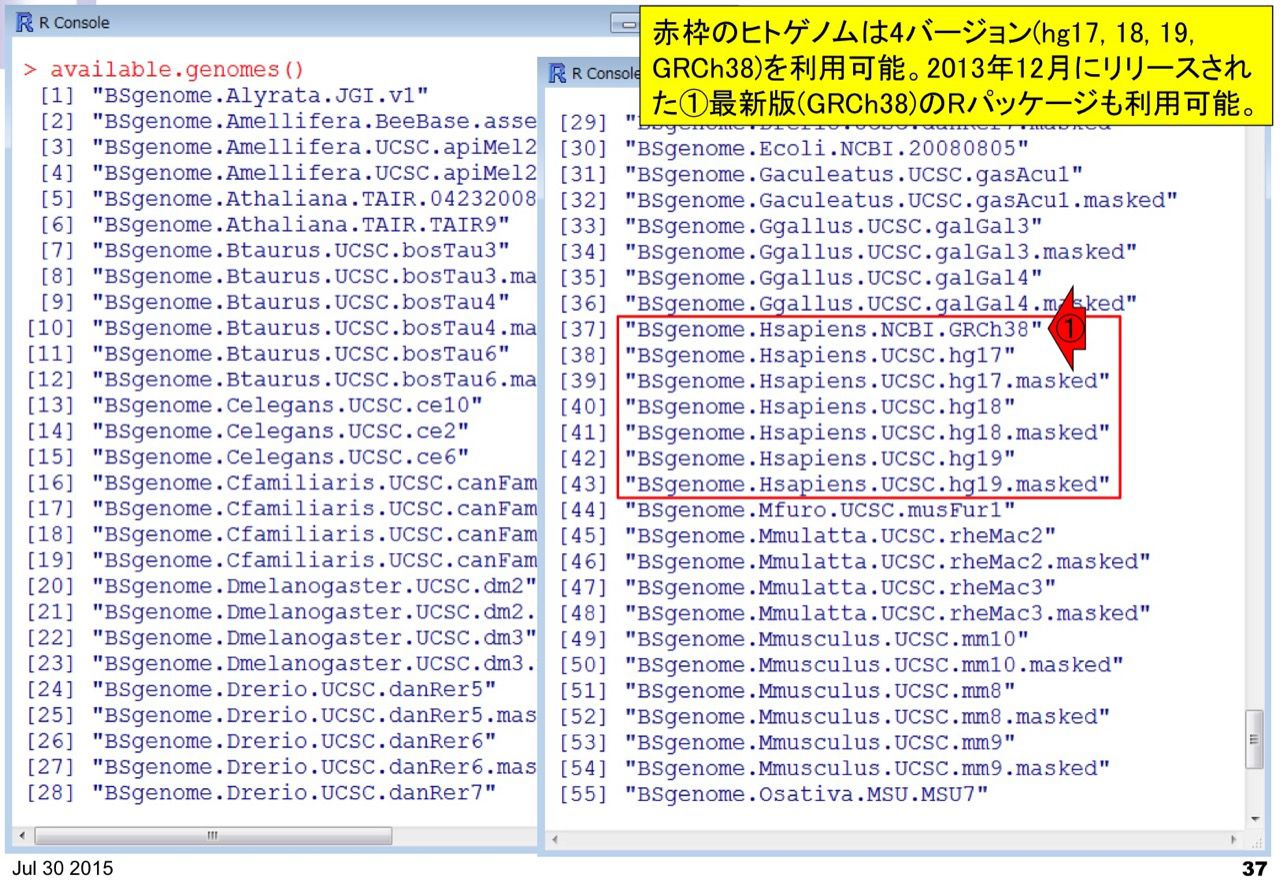 R Console
赤枠のヒトゲノムは4バージョン(hg17, 18, 19,
GRCh38)を利用可能。2013年12月にリリースされ
た①最新版(GRCh38)のRパッケージも利用可能。
> available.genomes()
[1] "BSgenome.Alyrata.JGI.v1"
[2] "BSgenome.Amellifera.BeeBase.asse
[3] "BSgenome.Amellifera.UCSC.apiMel2
[4] "BSgenome.Amellifera.UCSC.apiMel2
[5] "BSgenome.Athaliana.TAIR.04232008
[6] "BSgenome.Athaliana.TAIR.TAIR9"
[7] "BSgenome.Btaurus.UCSC.bosTau3"
[8] "BSgenome.Btaurus.UCSC.bosTau3.ma
[9] "BSgenome.Btaurus.UCSC.bosTau4"
[10] "BSgenome.Btaurus.UCSC.bosTau4.ma
[11] "BSgenome.Btaurus.UCSC.bosTau6"
[12] "BSgenome.Btaurus.UCSC.bosTau6.ma
[13] "BSgenome.Celegans.UCSC.ce10"
[14] "BSgenome.Celegans.UCSC.ce2"
[15] "BSgenome.Celegans.UCSC.ce6"
[16] "BSgenome.Cfamiliaris.UCSC.canFam
[17] "BSgenome.Cfamiliaris.UCSC.canFam
[18] "BSgenome.Cfamiliaris.UCSC.canFam
[19] "BSgenome.Cfamiliaris.UCSC.canFam
[20] "BSgenome.Dmelanogaster.UCSC.dm2"
[21] "BSgenome.Dmelanogaster.UCSC.dm2.
[22] "BSgenome.Dmelanogaster.UCSC.dm3"
[23] "BSgenome.Dmelanogaster.UCSC.dm3.
[24] "BSgenome.Drerio.UCSC.danRer5"
[25] "BSgenome.Drerio.UCSC.danRer5.mas
[26] "BSgenome.Drerio.UCSC.danRer6"
[27] "BSgenome.Drerio.UCSC.danRer6.mas
[28] "BSgenome.Drerio.UCSC.danRer7"
R Console
[29] "BSgenome.Drerio.UCSC.danRer7.masked"
[30] "BSgenome.Ecoli.NCBI.20080805"
[31] "BSgenome.Gaculeatus.UCSC.gasAcu1"
[32] "BSgenome.Gaculeatus.UCSC.gasAcu1.masked"
[33] "BSgenome.Ggallus.UCSC.galGal3"
[34] "BSgenome.Ggallus.UCSC.galGal3.masked"
[35] "BSgenome.Ggallus.UCSC.galGal4"
[36] "BSgenome.Ggallus.UCSC.galGal4.masked"
[37] "BSgenome.Hsapiens.NCBI.GRCh38" ①
[38] "BSgenome.Hsapiens.UCSC.hg17"
[39] "BSgenome.Hsapiens.UCSC.hg17.masked"
[40] "BSgenome.Hsapiens.UCSC.hg18"
[41] "BSgenome.Hsapiens.UCSC.hg18.masked"
[42] "BSgenome.Hsapiens.UCSC.hg19"
[43] "BSgenome.Hsapiens.UCSC.hg19.masked"
[44] "BSgenome.Mfuro.UCSC.musFur1"
[45] "BSgenome.Mmulatta.UCSC.rheMac2"
[46] "BSgenome.Mmulatta.UCSC.rheMac2.masked"
[47] "BSgenome.Mmulatta.UCSC.rheMac3"
[48] "BSgenome.Mmulatta.UCSC.rheMac3.masked"
[49] "BSgenome.Mmusculus.UCSC.mm10"
[50] "BSgenome.Mmusculus.UCSC.mm10.masked"
[51] "BSgenome.Mmusculus.UCSC.mm8"
[52] "BSgenome.Mmusculus.UCSC.mm8.masked"
[53] "BSgenome.Mmusculus.UCSC.mm9"
[54] "BSgenome.Mmusculus.UCSC.mm9.masked"
[55] "BSgenome.Osativa.MSU.MSU7"
Jul 30 2015
37